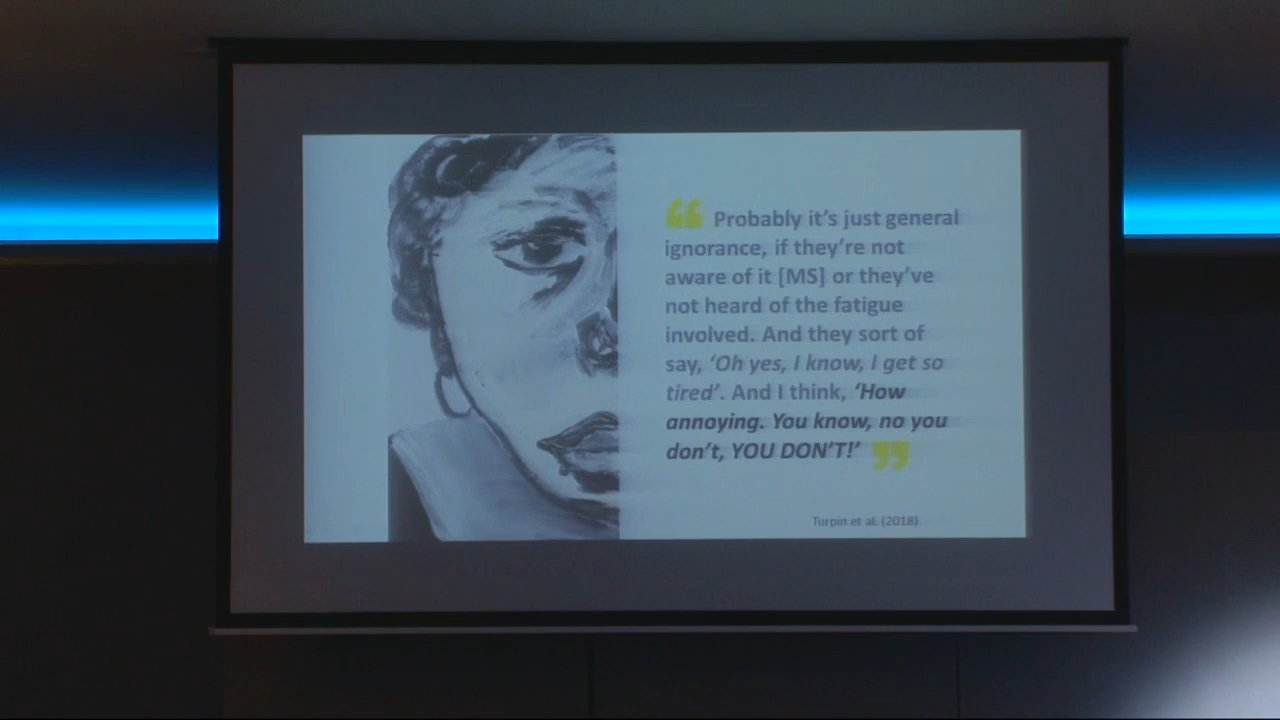 “ Probably it’s just general
ignorance, if they’re not
aware of it [MS] or they’ve
not heard of the fatigue
involved. And they sort of
say, ‘Oh yes, I know, I get so
tired’. And I think, ‘How
annoying. You know, no you
don’t, YOU DON’T!’ ”
Turpin et al. (2018)